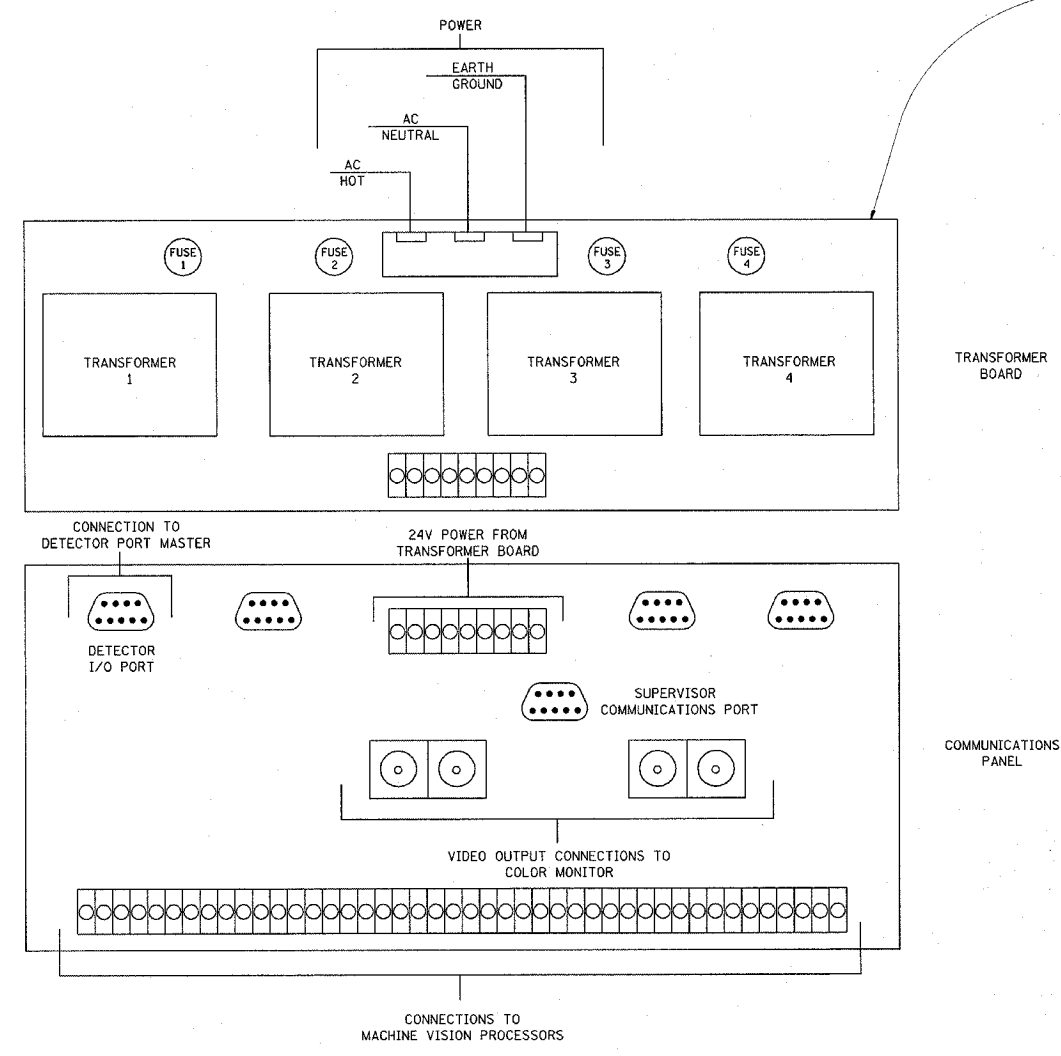 POWER
EARTH
GROUND
AC
NEUTRAL
AC
HOT
FUSE
1
FUSE
2
FUSE
3
FUSE
4
TRANSFORMER
1
TRANSFORMER
2
TRANSFORMER
3
TRANSFORMER
4
TRANSFORMER
BOARD
CONNECTION TO
DETECTOR PORT MASTER
24V POWER FROM
TRANSFORMER BOARD
DETECTOR
I/O PORT
SUPERVISOR
COMMUNICATIONS PORT
COMMUNICATIONS
PANEL
VIDEO OUTPUT CONNECTIONS TO
COLOR MONITOR
CONNECTIONS TO
MACHINE VISION PROCESSORS